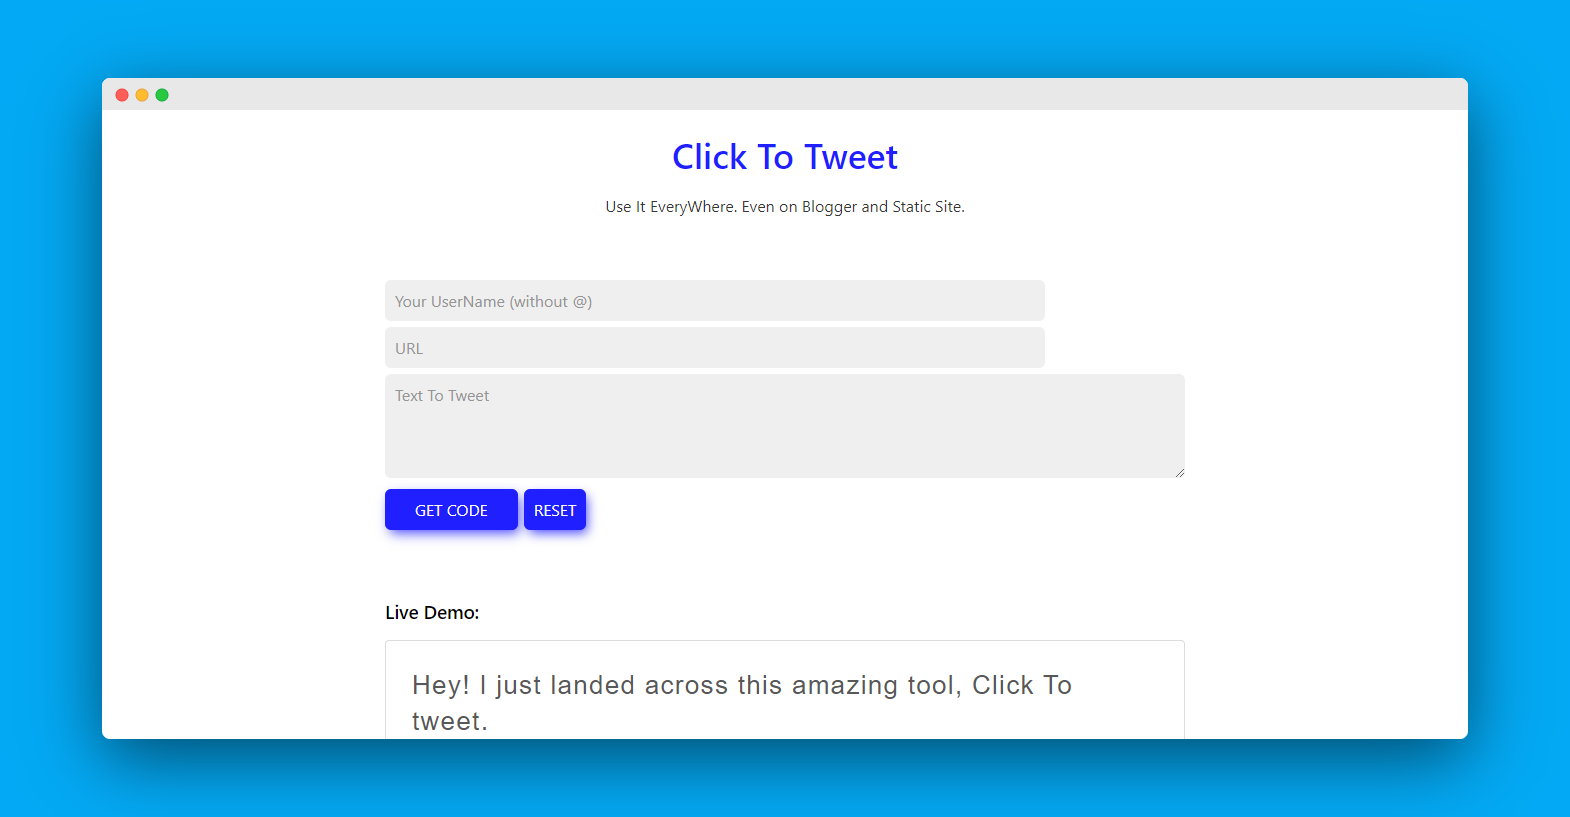 Click To Tweet
Use It EveryWhere. Even on Blogger and Static Site.
Your UserName (without @)
URL
Text To Tweet
GET CODE RESET
Live Demo:
Hey! I just landed across this amazing tool, Click To
tweet.